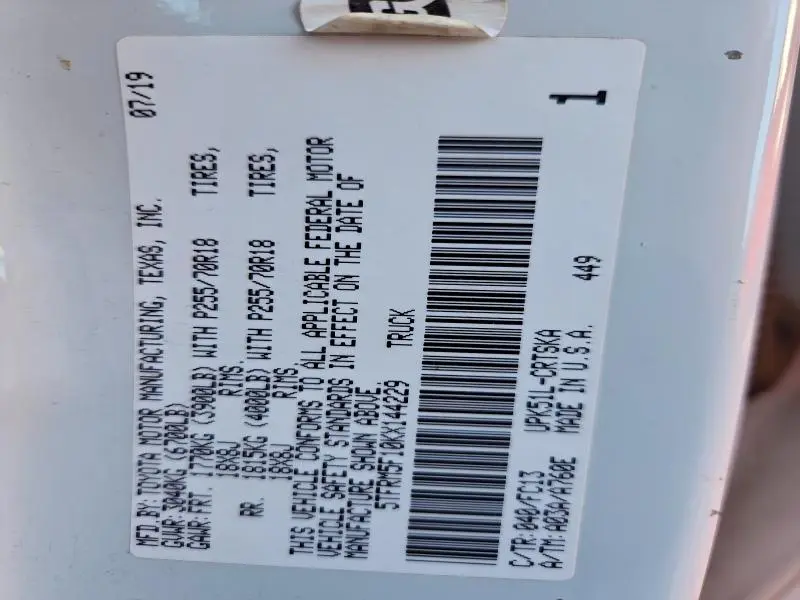 MFD.BY: TOYOTA MOTOR MANUFACTURING, TEXAS, INC. 07/19
GVWR: 3040KG (6700LB)
GAWR: FRT. 1770KG (3900LB) WITH P255/70R18 TIRES,
18X8J RIMS.
RR. 1815KG (4000LB) WITH P255/70R18 TIRES,
18X8J RIMS.
THIS VEHICLE CONFORMS TO ALL APPLICABLE FEDERAL MOTOR
VEHICLE SAFETY STANDARDS IN EFFECT ON THE DATE OF
MANUFACTURE SHOWN ABOVE.
5TFRM5F10KX144229 TRUCK
C/TR: 040/FC13 UPK51L-CRTSKA
A/TM: A06A/A760E MADE IN U.S.A. 449
1